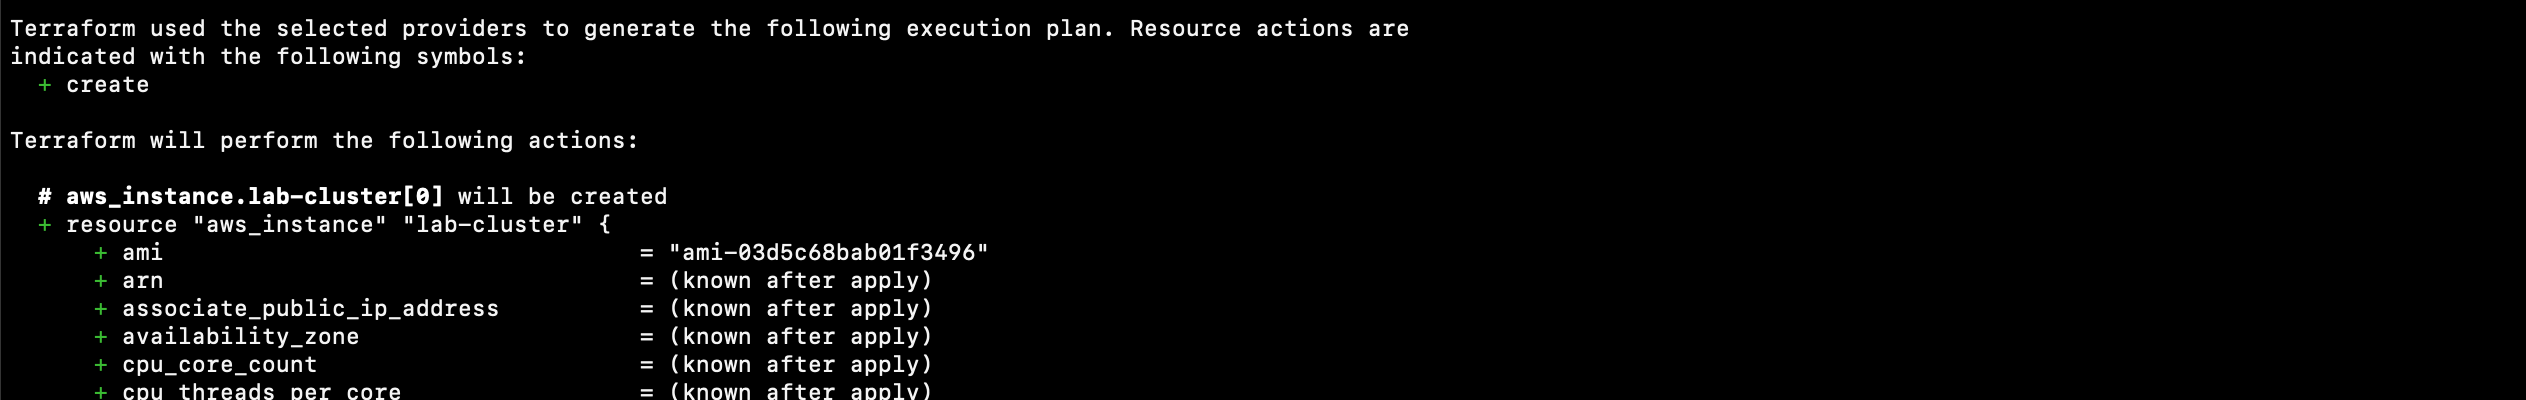 Terraform used the selected providers to generate the following execution plan. Resource actions are
indicated with the following symbols:
  + create

Terraform will perform the following actions:

  # aws_instance.lab-cluster[0] will be created
  + resource "aws_instance" "lab-cluster" {
      + ami                                  = "ami-03d5c68bab01f3496"
      + arn                                  = (known after apply)
      + associate_public_ip_address          = (known after apply)
      + availability_zone                    = (known after apply)
      + cpu_core_count                       = (known after apply)
      + cpu_threads_per_core                 = (known after apply)